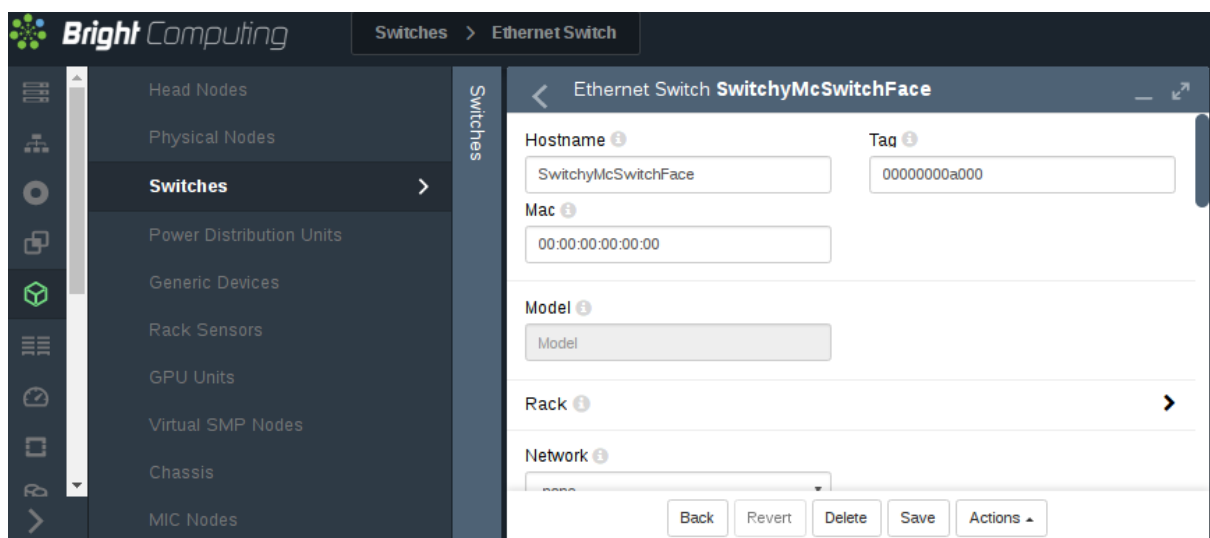 Bright Computing
Switches > Ethernet Switch
Head Nodes
Physical Nodes
Switches
Power Distribution Units
Generic Devices
Rack Sensors
GPU Units
Virtual SMP Nodes
Chassis
MIC Nodes
Switches
Ethernet Switch SwitchyMcSwitchFace
Hostname
Tag
SwitchyMcSwitchFace
00000000a000
Mac
00:00:00:00:00:00
Model
Model
Rack
Network
none
Back Revert Delete Save Actions